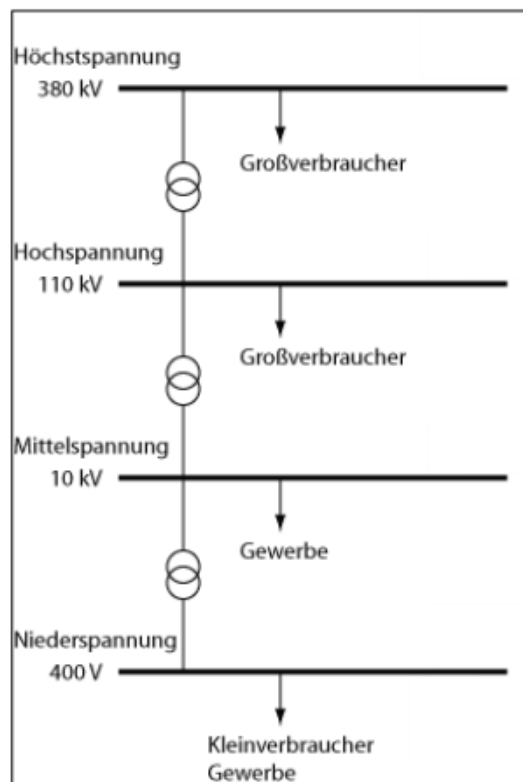 Höchstspannung
380 kV
Großverbraucher
Hochspannung
110 kV
Großverbraucher
Mittelspannung
10 kV
Gewerbe
Niederspannung
400 V
Kleinverbraucher
Gewerbe